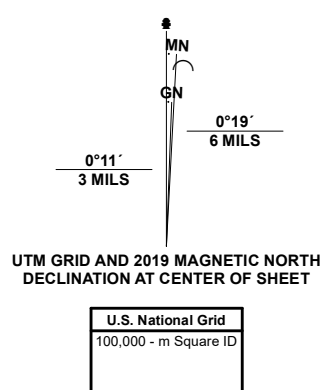 MN
GN
0°19´
6 MILS
0°11´
3 MILS
UTM GRID AND 2019 MAGNETIC NORTH
DECLINATION AT CENTER OF SHEET
U.S. National Grid
100,000 - m Square ID